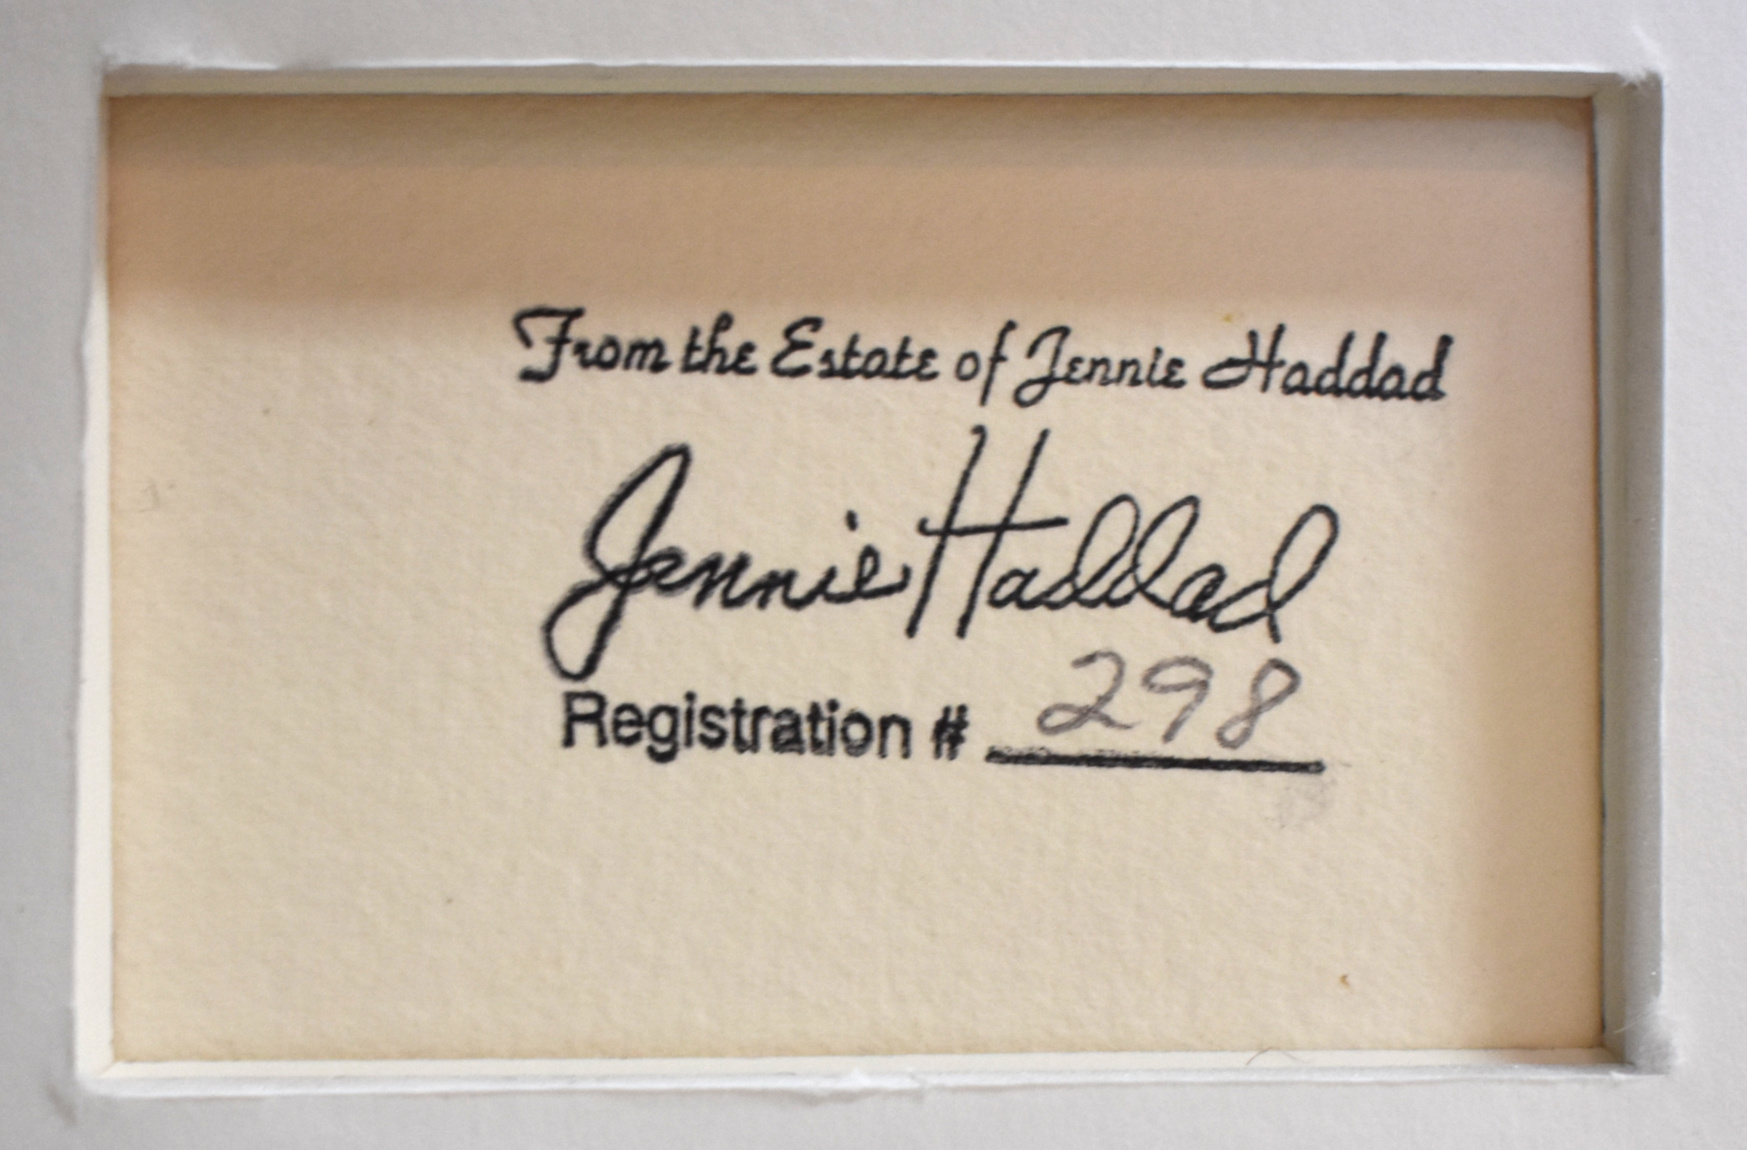 From the Estate of Jennie Haddad
Jennie Haddad
Registration # 298